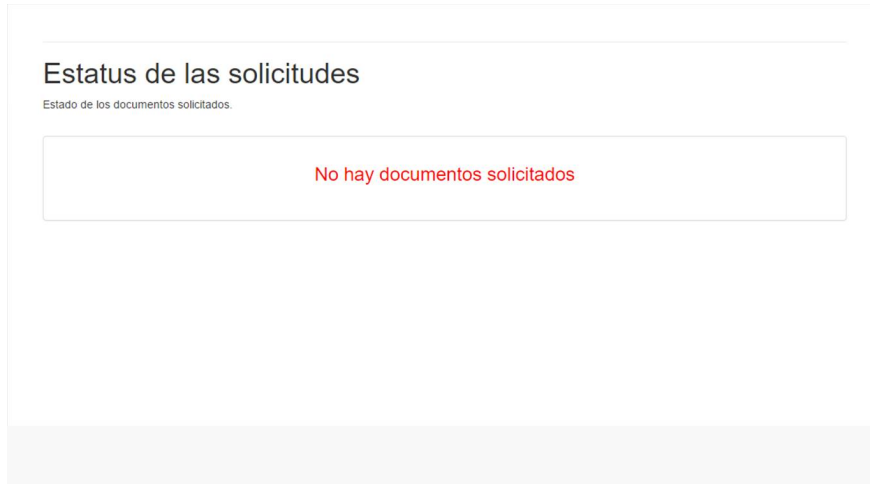 Estatus de las solicitudes
Estado de los documentos solicitados.
No hay documentos solicitados